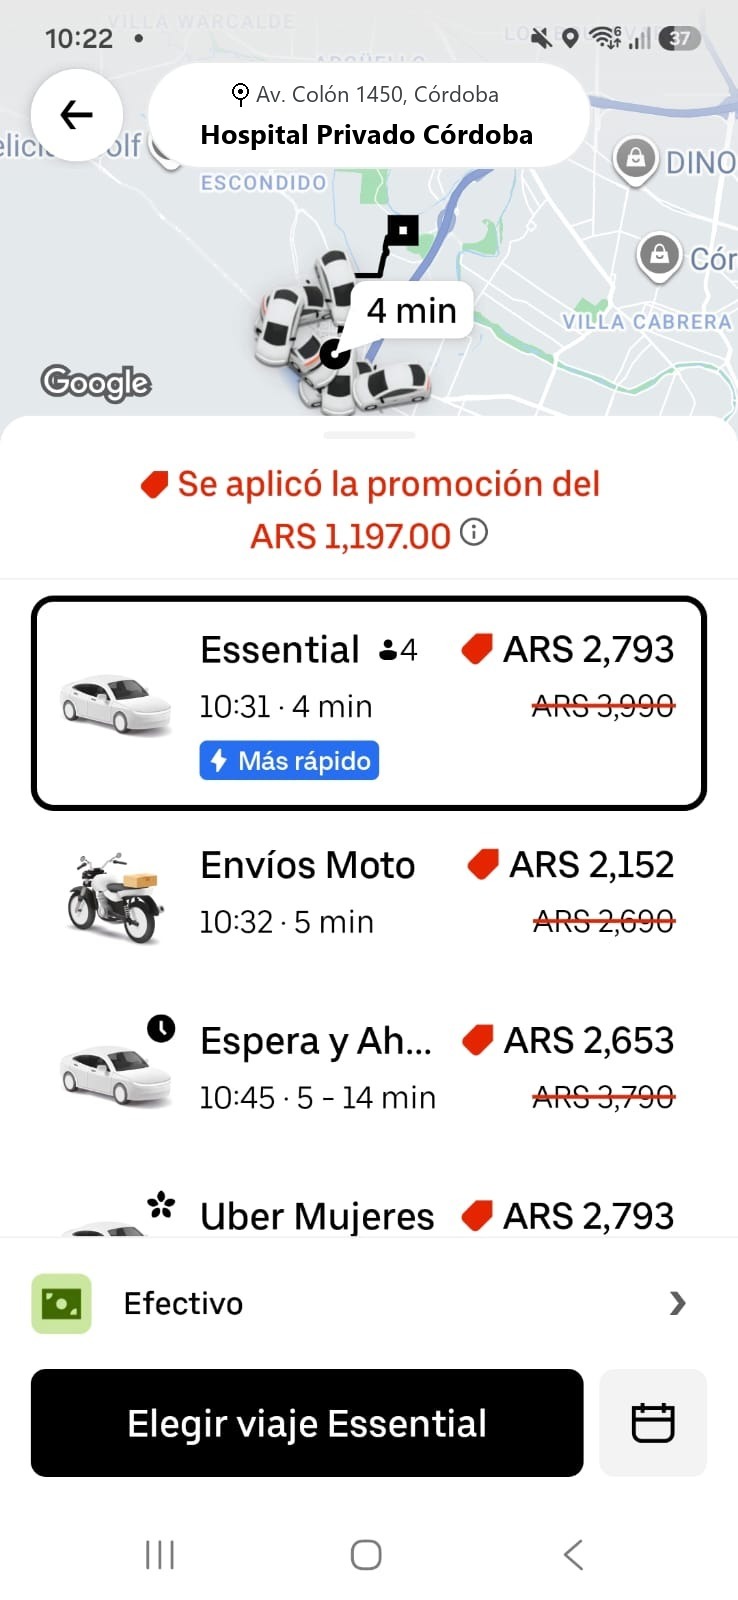 VILLA WARCALDE
10:22
6
37
ARGÜELLO
Av. Colón 1450, Córdoba
Hospital Privado Córdoba
olf
ESCONDIDO
DINO
Cór
4 min
VILLA CABRERA
Google
Se aplicó la promoción del
ARS 1,197.00
Essential 4 ARS 2,793
10:31 · 4 min ARS 3,990
Más rápido
Envíos Moto ARS 2,152
10:32 · 5 min ARS 2,690
Espera y Ah... ARS 2,653
10:45 · 5 - 14 min ARS 3,790
Uber Mujeres ARS 2,793
Efectivo
Elegir viaje Essential